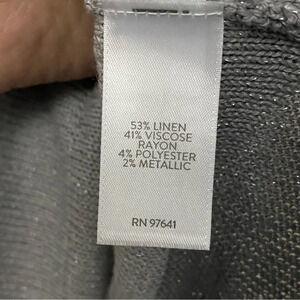 53% LINEN
41% VISCOSE
RAYON
4% POLYESTER
2% METALLIC
RN 97641